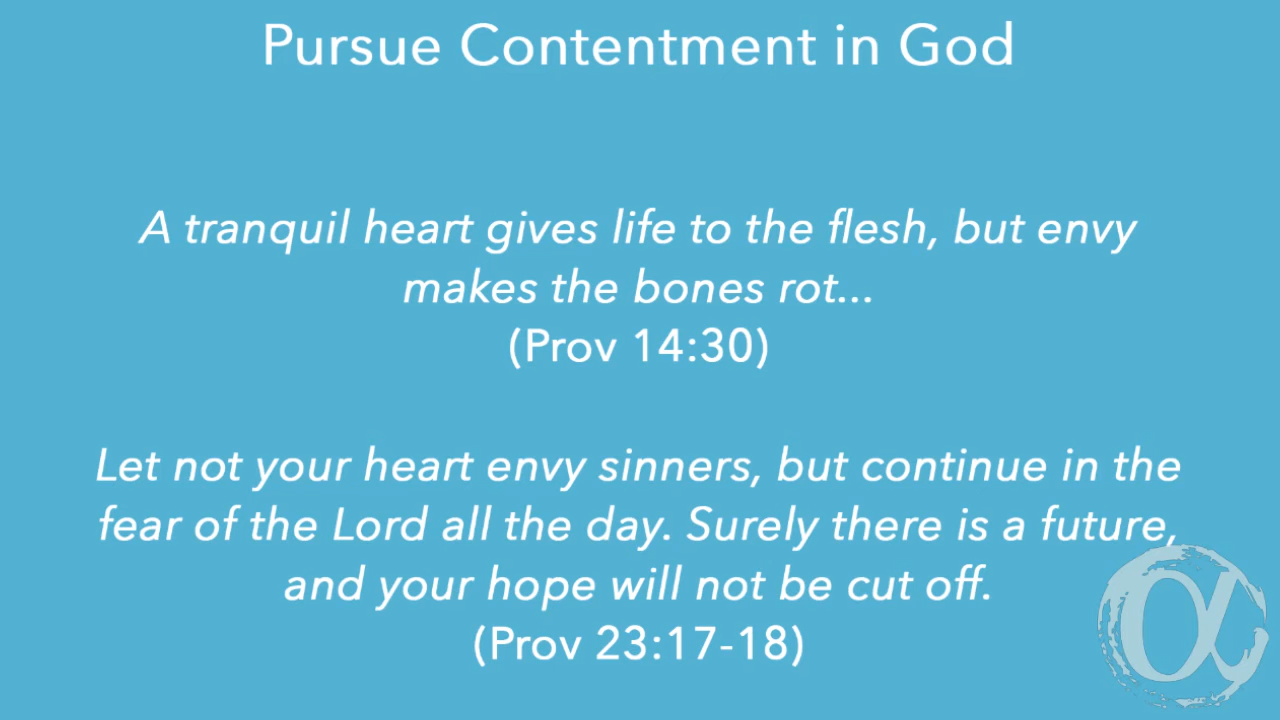 Pursue Contentment in God
A tranquil heart gives life to the flesh, but envy
makes the bones rot...
(Prov 14:30)
Let not your heart envy sinners, but continue in the
fear of the Lord all the day. Surely there is a future,
and your hope will not be cut off.
(Prov 23:17-18)
α